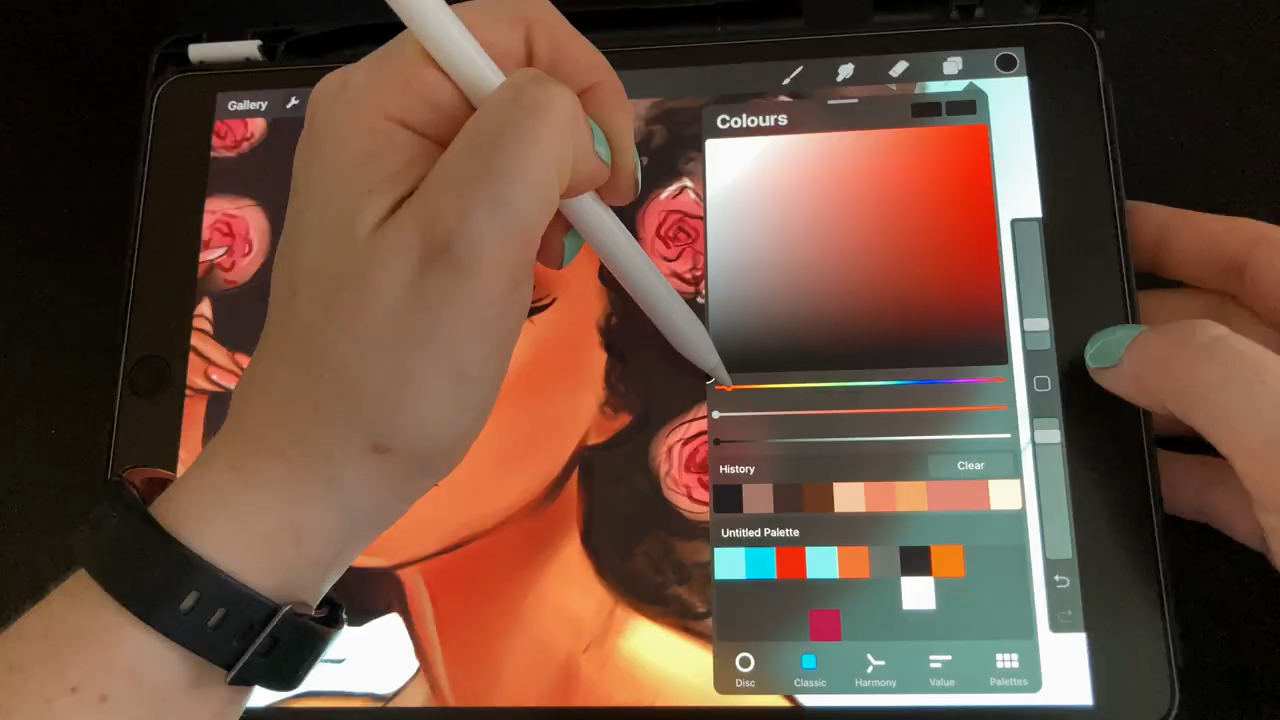 Gallery
Colours
History
Clear
Untitled Palette
Disc
Classic
Harmony
Value
Palettes